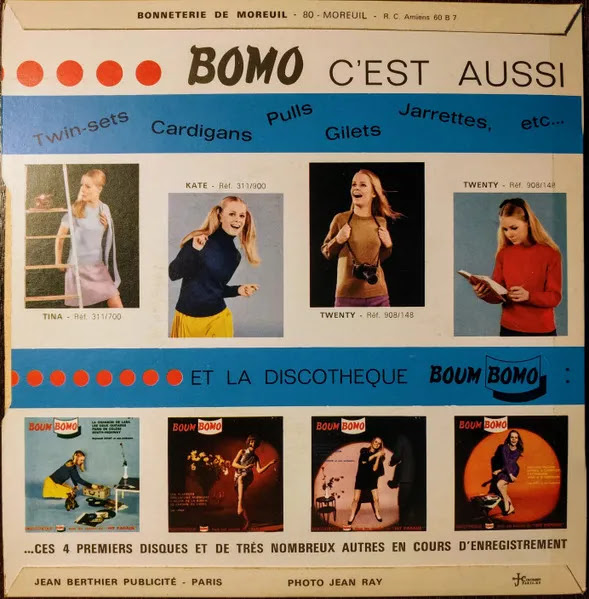 BONNETERIE DE MOREUIL - 80 - MOREUIL - R. C. Amiens 60 B 7
BOMO C'EST AUSSI
Twin-sets Cardigans Pulls Gilets Jarrettes, etc...
KATE - Réf. 311/900
TWENTY - Réf. 908/148
TINA - Réf. 311/700
TWENTY - Réf. 908/148
ET LA DISCOTHEQUE BOUM BOMO :
BOUM BOMO
BOUM BOMO
BOUM BOMO
BOUM BOMO
...CES 4 PREMIERS DISQUES ET DE TRÉS NOMBREUX AUTRES EN COURS D'ENREGISTREMENT
JEAN BERTHIER PUBLICITÉ - PARIS PHOTO JEAN RAY